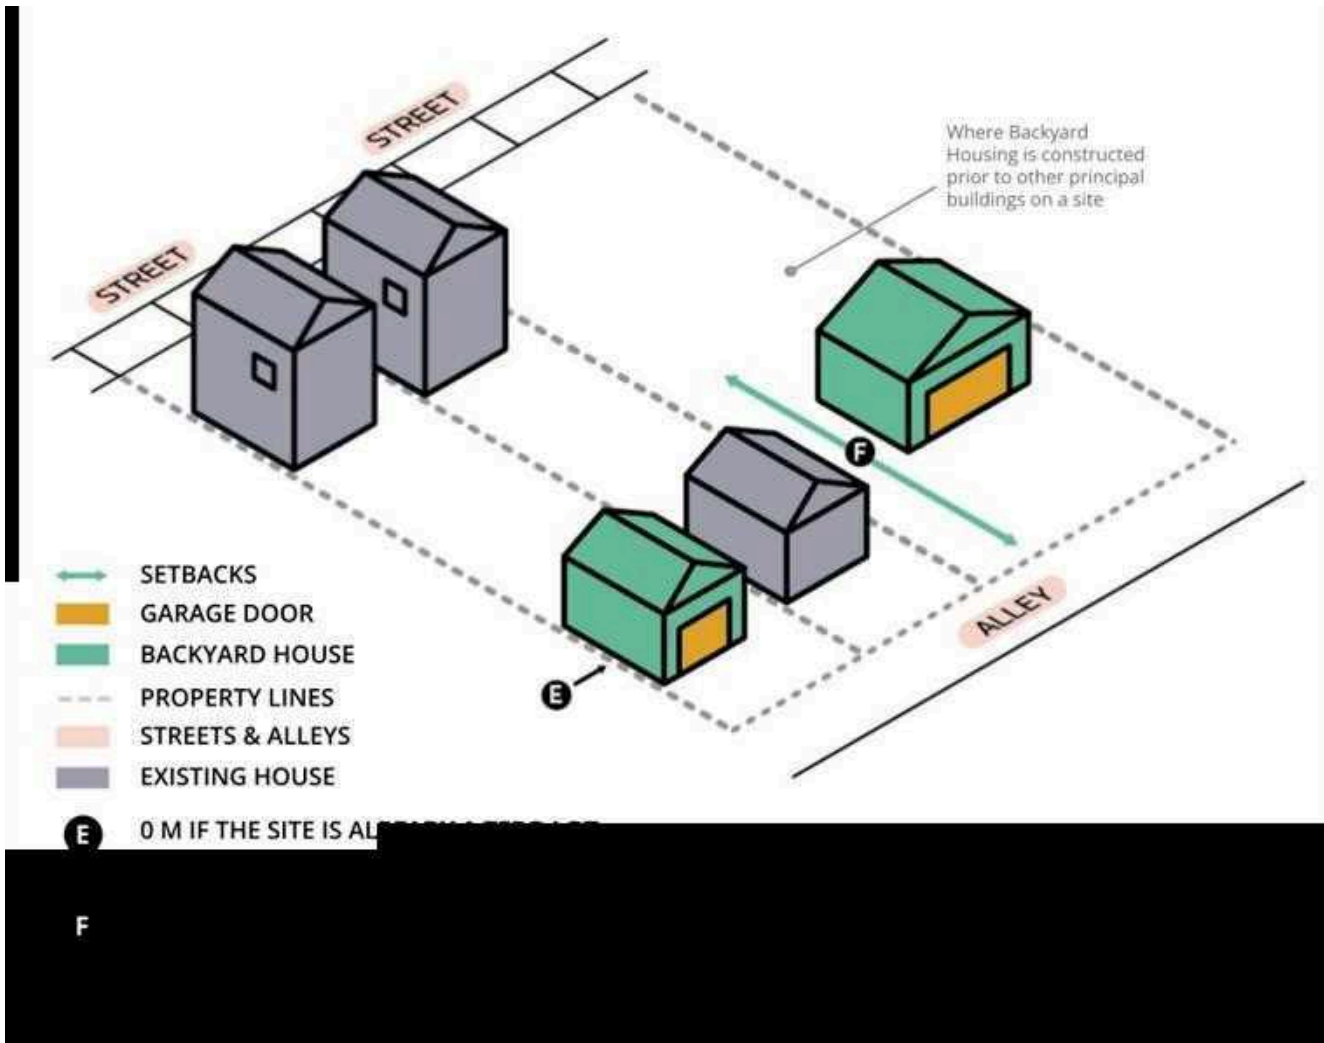 STREET
STREET
Where Backyard
Housing is constructed
prior to other principal
buildings on a site
F
ALLEY
E
SETBACKS
GARAGE DOOR
BACKYARD HOUSE
PROPERTY LINES
STREETS & ALLEYS
EXISTING HOUSE
E 0 M IF THE SITE IS
F